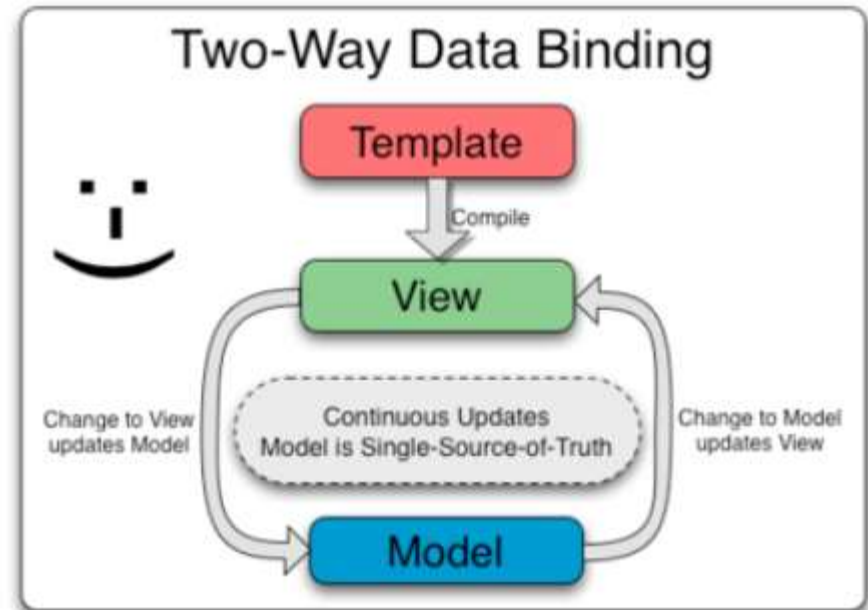 Two-Way Data Binding
Template
Compile
View
Change to View
updates Model
Continuous Updates
Model is Single-Source-of-Truth
Change to Model
updates View
Model